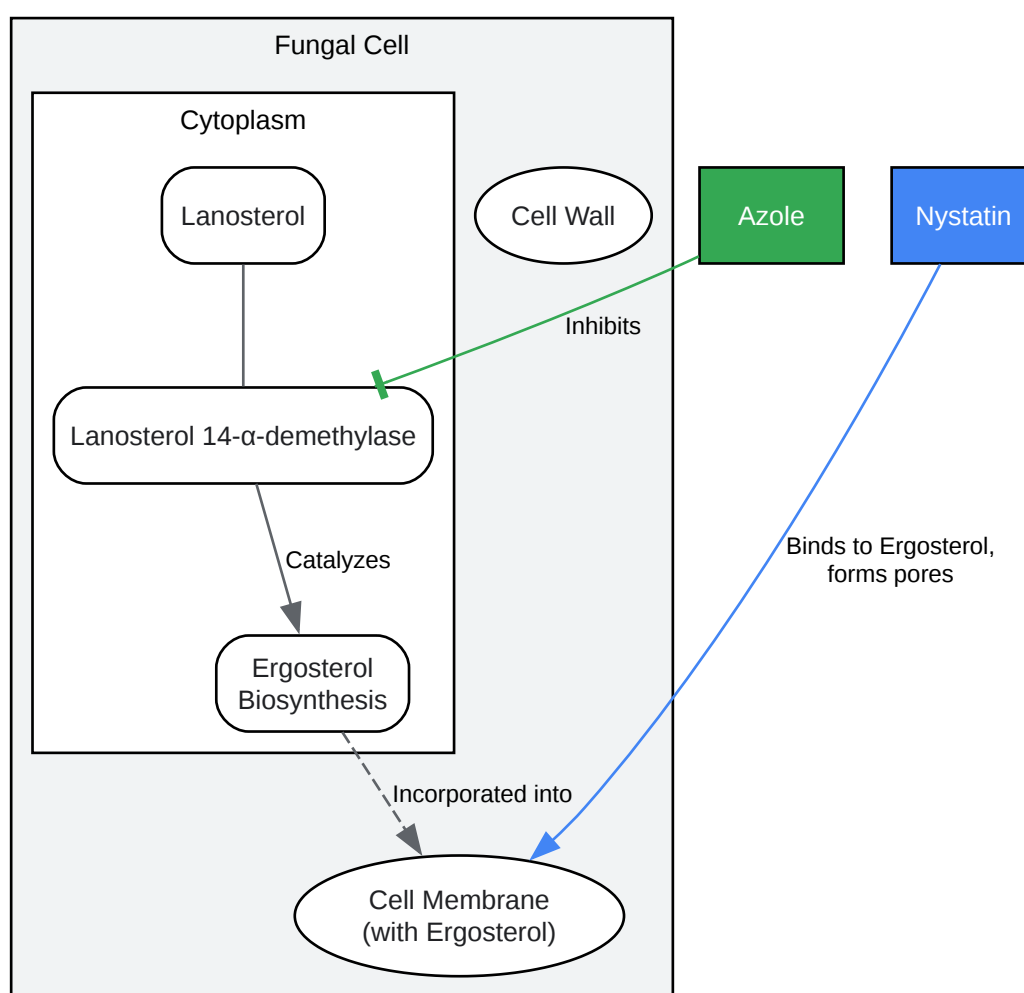 Fungal Cell
Cytoplasm
Lanosterol
Cell Wall
Azole
Nystatin
Inhibits
Lanosterol 14-α-demethylase
Catalyzes
Binds to Ergosterol,
forms pores
Ergosterol
Biosynthesis
Incorporated into
Cell Membrane
(with Ergosterol)